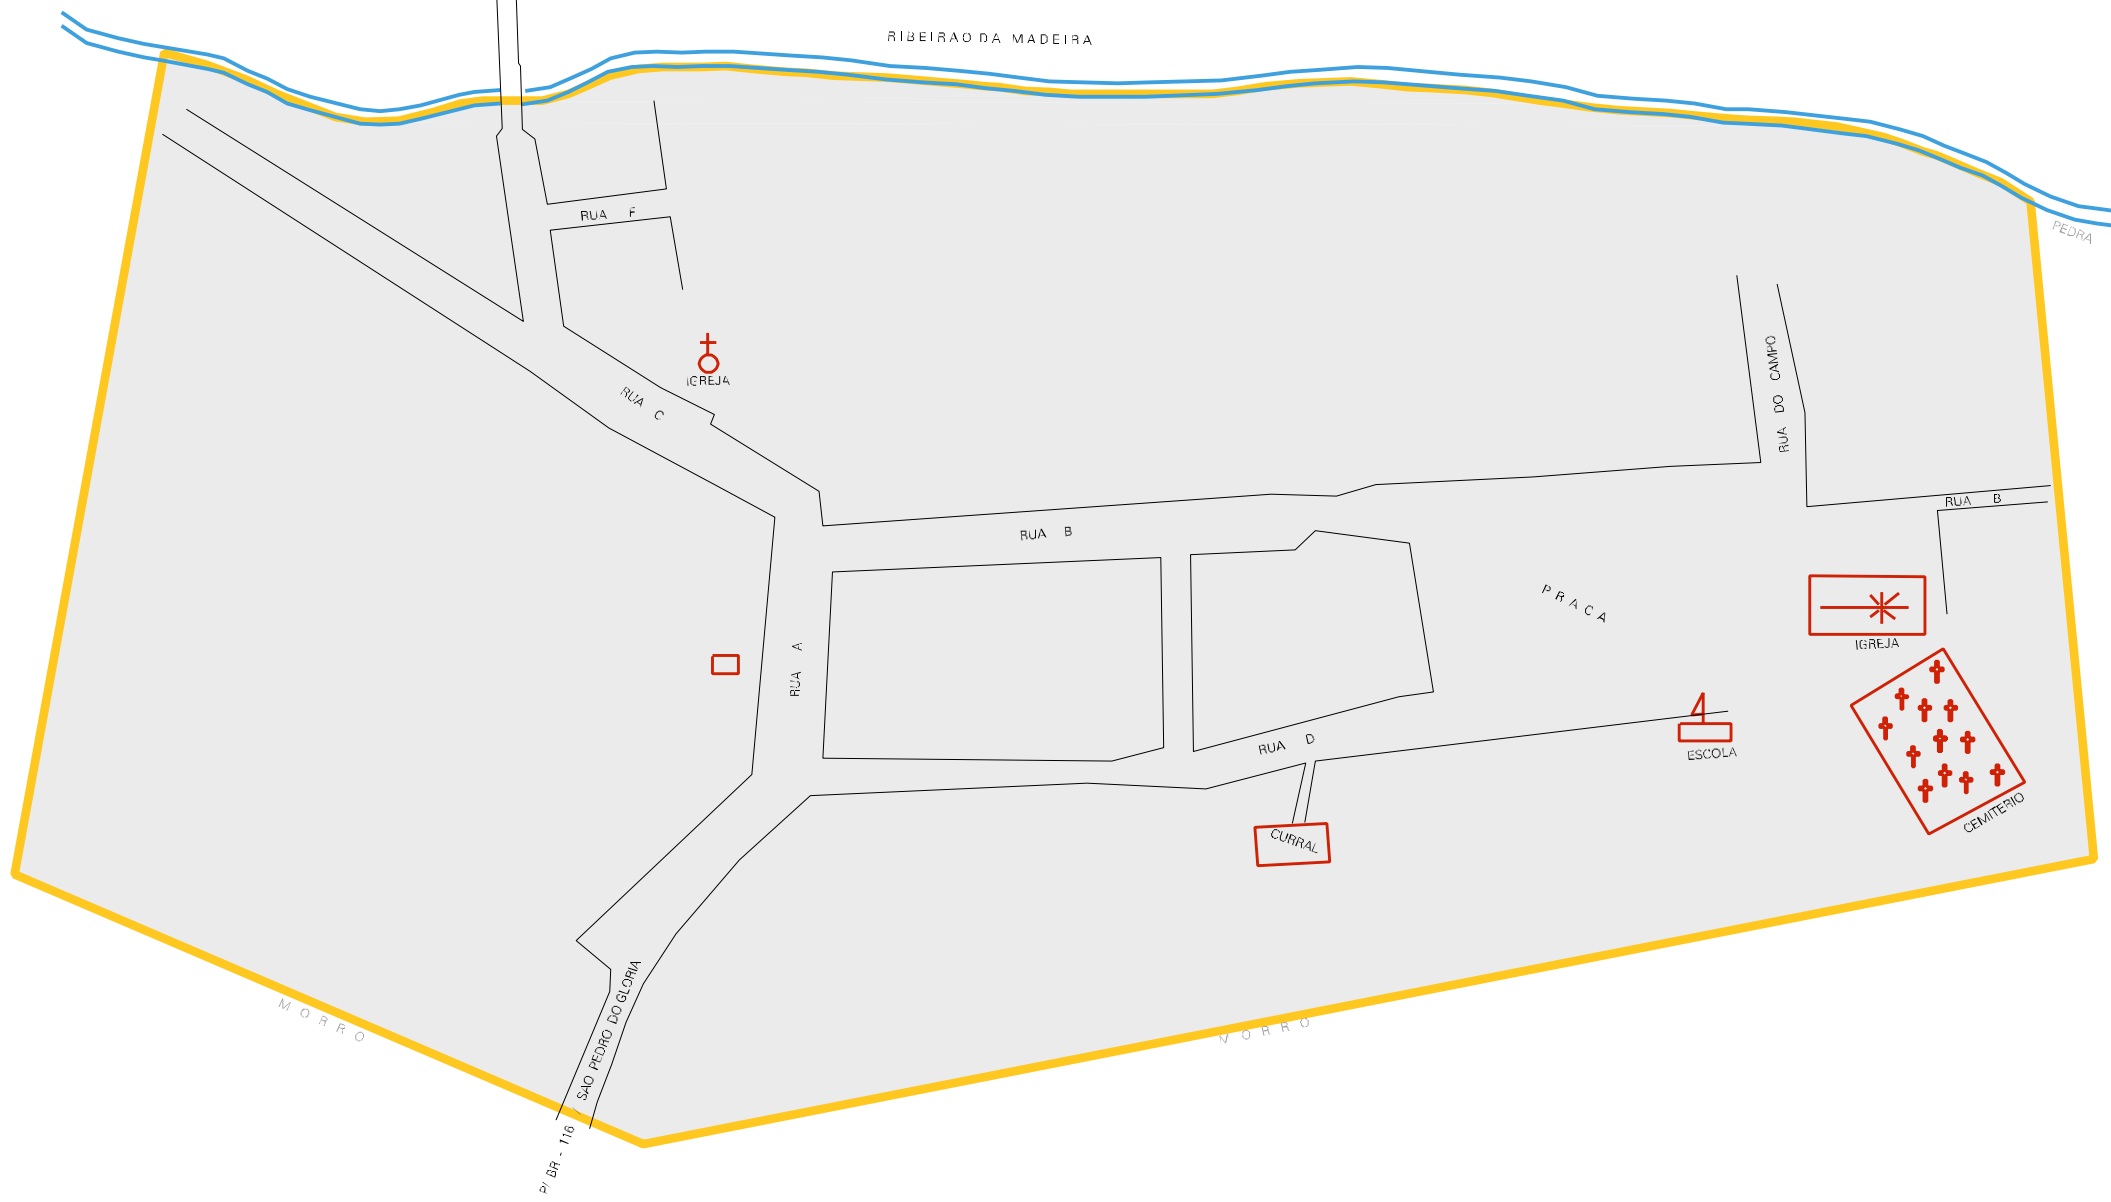 RIBEIRAO DA MADEIRA
PEDRA
RUA F
IGREJA
RUA C
RUA DO CAMPO
RUA B
RUA B
PRACA
RUA A
IGREJA
RUA D
ESCOLA
CURRAL
CEMITERIO
MORRO
MORRO
P/ BR - 116 / SAO PEDRO DO GLORIA